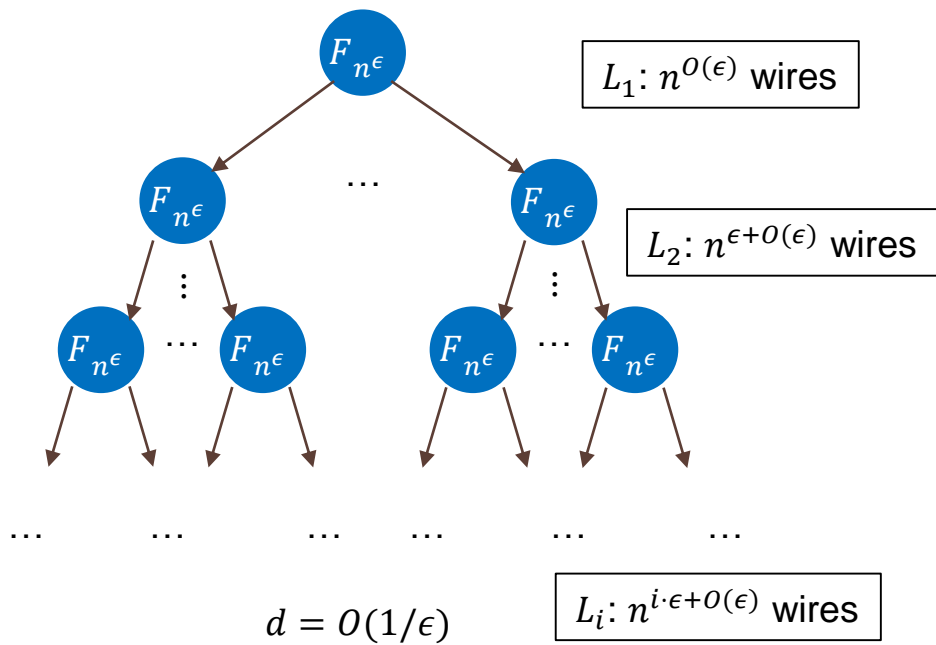 F_{n^ϵ}
L_1: n^{O(ϵ)} wires
F_{n^ϵ} … F_{n^ϵ}
L_2: n^{ϵ+O(ϵ)} wires
⋮ ⋮
F_{n^ϵ} … F_{n^ϵ} F_{n^ϵ} … F_{n^ϵ}
… … … … … …
L_i: n^{i·ϵ+O(ϵ)} wires
d = O(1/ϵ)